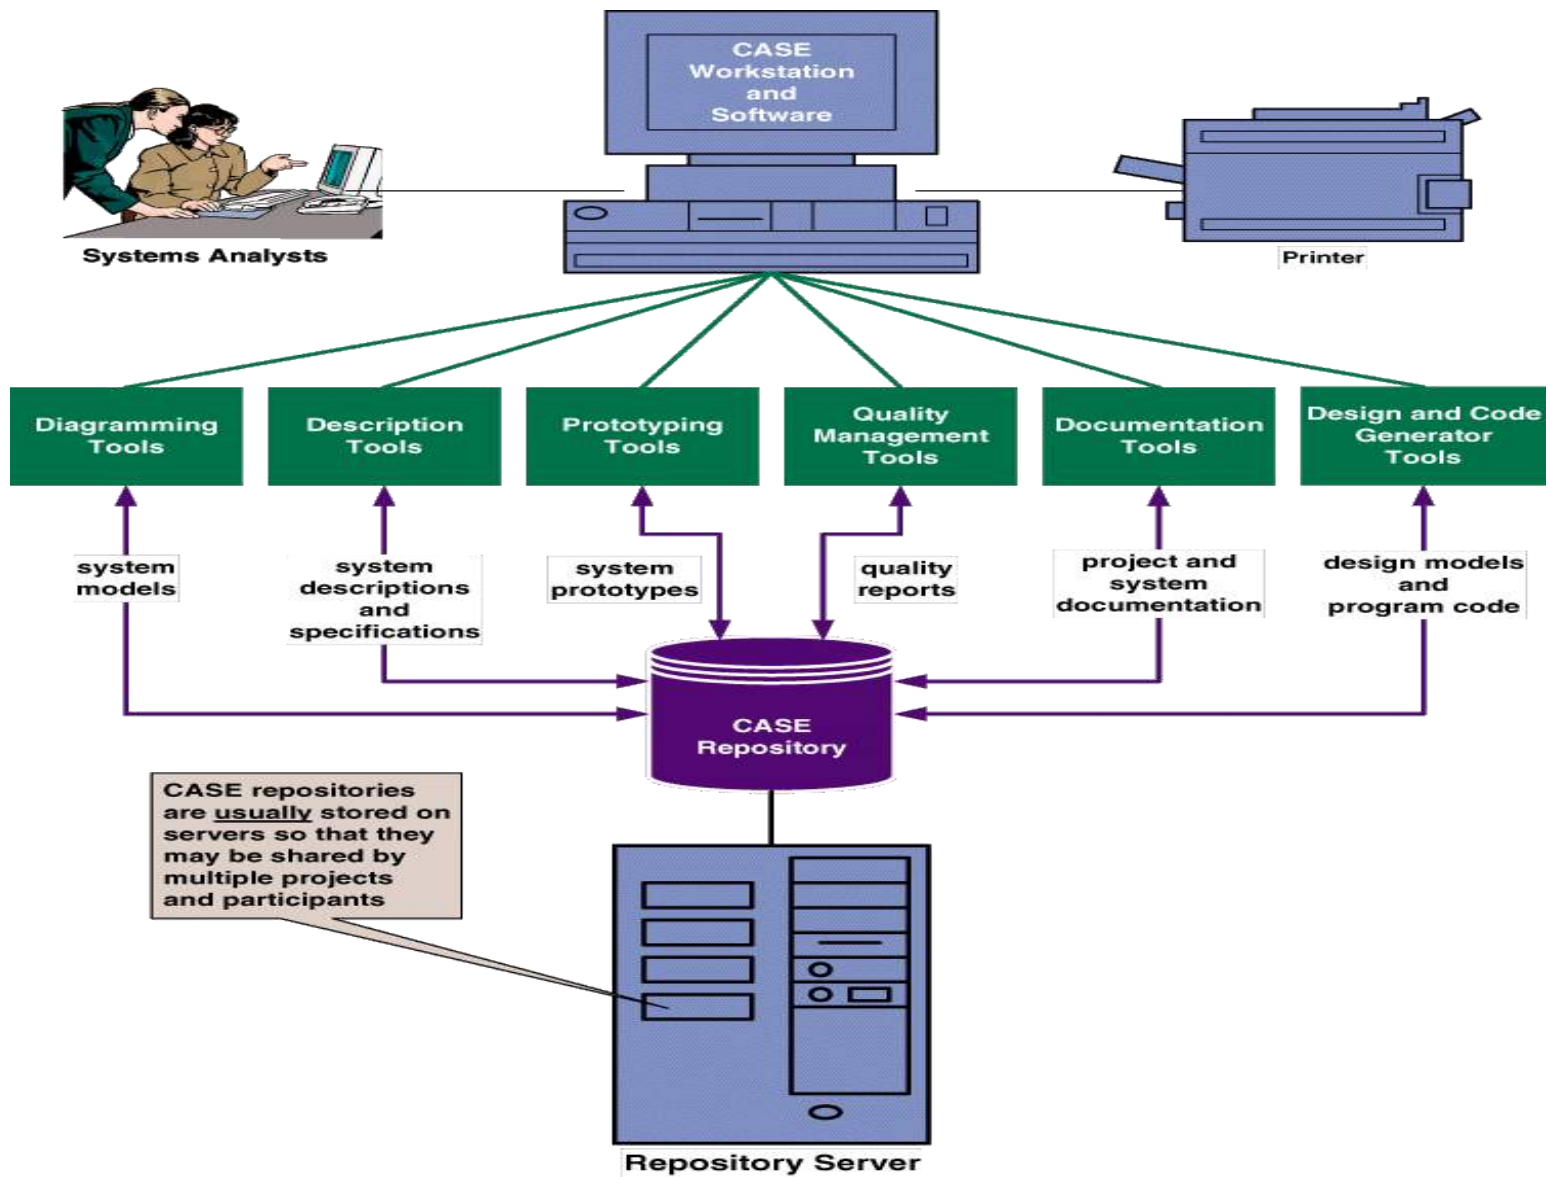 CASE
Workstation
and
Software
Systems Analysts
Printer
Diagramming
Tools
Description
Tools
Prototyping
Tools
Quality
Management
Tools
Documentation
Tools
Design and Code
Generator
Tools
system
models
system
descriptions
and
specifications
system
prototypes
quality
reports
project and
system
documentation
design models
and
program code
CASE
Repository
CASE repositories
are usually stored on
servers so that they
may be shared by
multiple projects
and participants
Repository Server